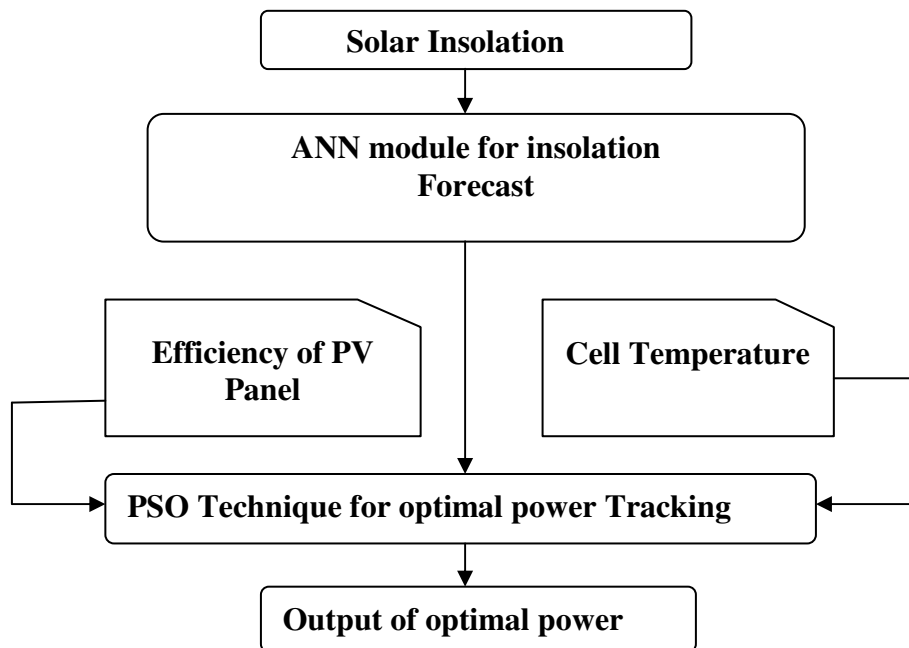 Solar Insolation
ANN module for insolation
Forecast
Efficiency of PV
Panel
Cell Temperature
PSO Technique for optimal power Tracking
Output of optimal power